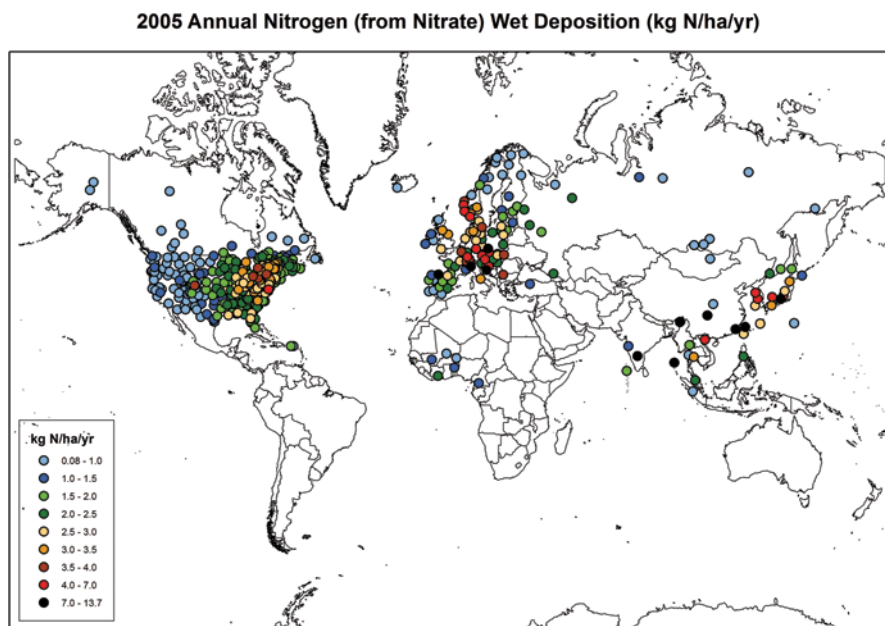 2005 Annual Nitrogen (from Nitrate) Wet Deposition (kg N/ha/yr)
kg N/ha/yr
0.08 - 1.0
1.0 - 1.5
1.5 - 2.0
2.0 - 2.5
2.5 - 3.0
3.0 - 3.5
3.5 - 4.0
4.0 - 7.0
7.0 - 13.7